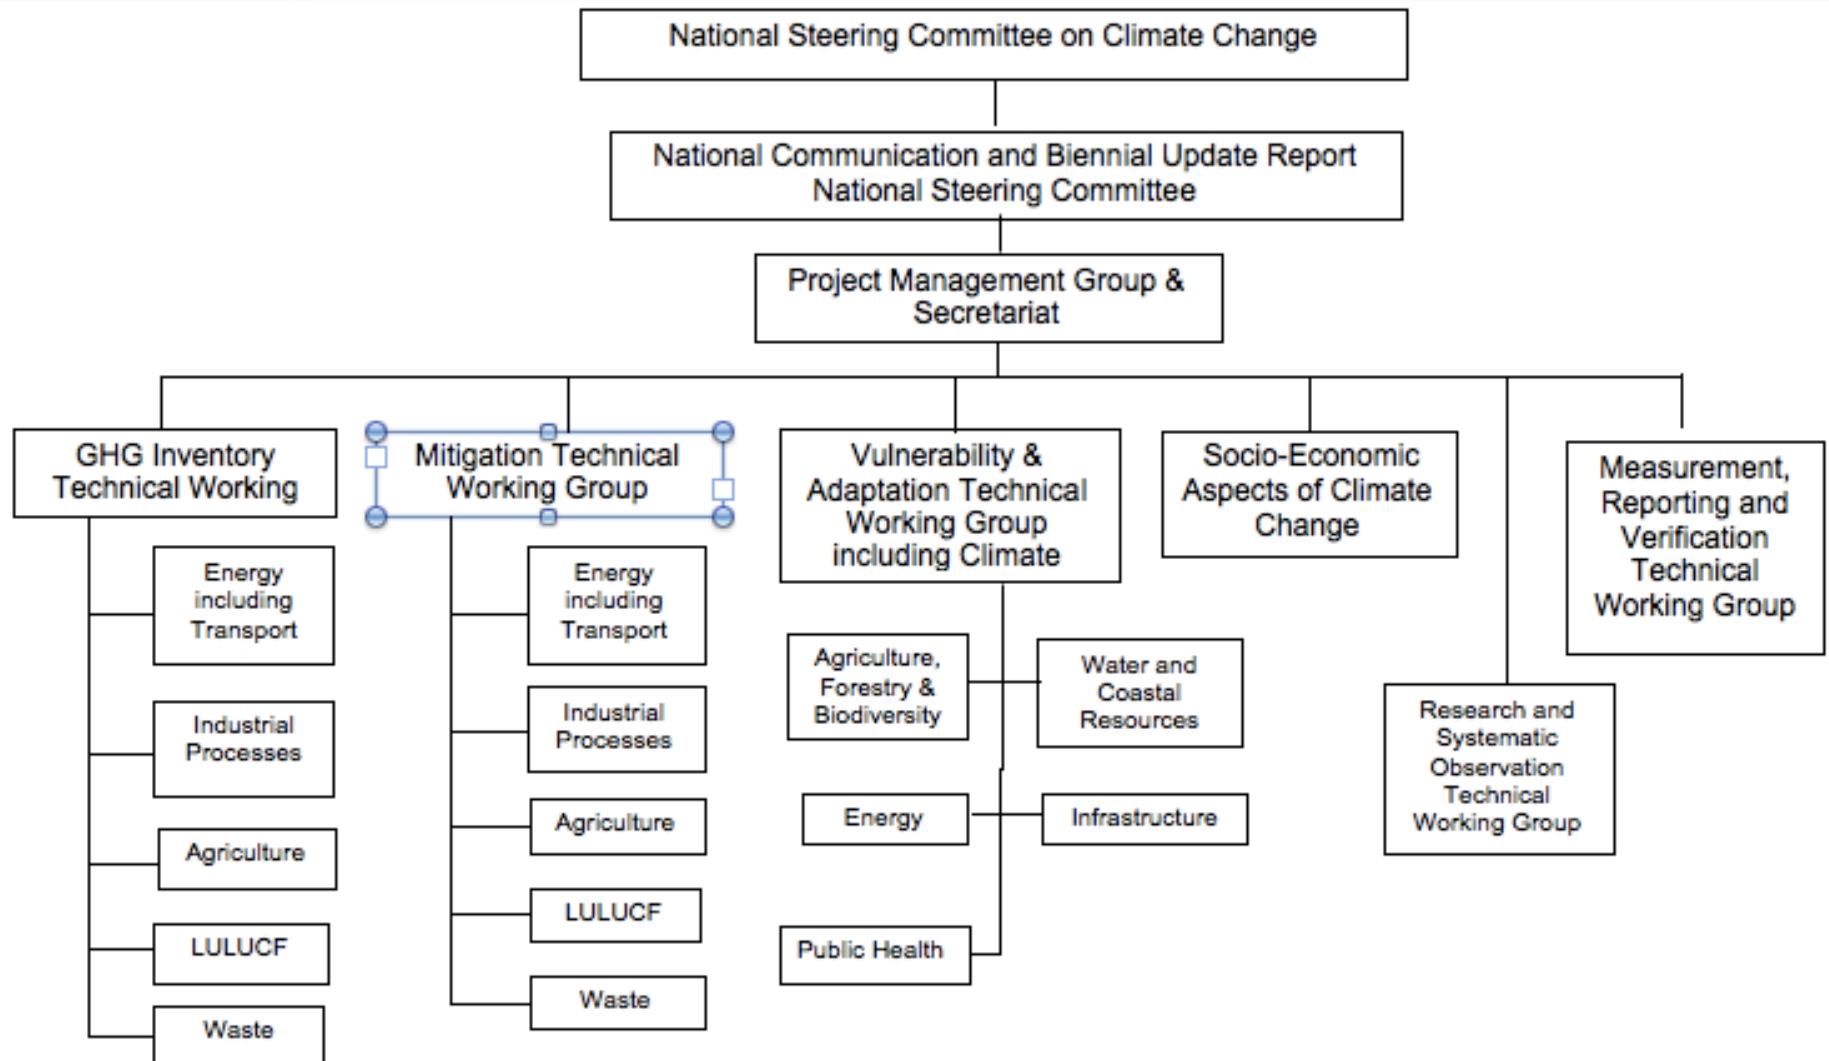 National Steering Committee on Climate Change
National Communication and Biennial Update Report
National Steering Committee
Project Management Group &
Secretariat
GHG Inventory
Technical Working
Energy
including
Transport
Industrial
Processes
Agriculture
LULUCF
Waste
Mitigation Technical
Working Group
Energy
including
Transport
Industrial
Processes
Agriculture
LULUCF
Waste
Vulnerability &
Adaptation Technical
Working Group
including Climate
Agriculture,
Forestry &
Biodiversity
Water and
Coastal
Resources
Energy
Infrastructure
Public Health
Socio-Economic
Aspects of Climate
Change
Research and
Systematic
Observation
Technical
Working Group
Measurement,
Reporting and
Verification
Technical
Working Group